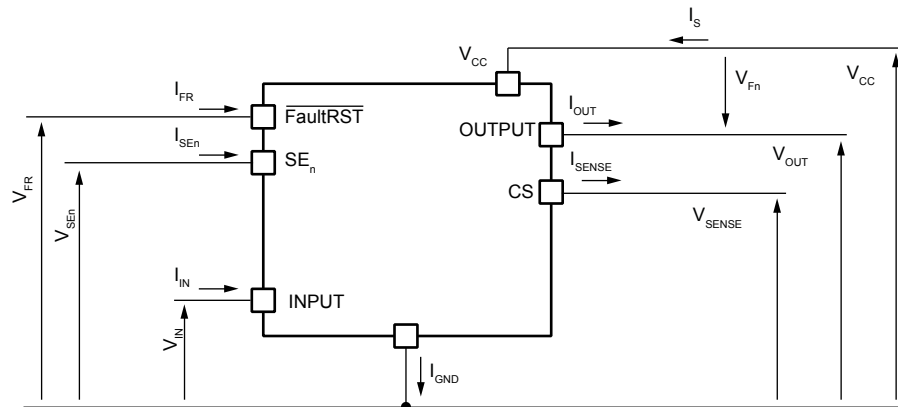 I_S
V_CC
V_Fn
V_CC
I_FR
F̅a̅u̅l̅t̅R̅S̅T̅
I_OUT
OUTPUT
I_SEn
SE_n
V_OUT
I_SENSE
CS
V_FR
V_SEn
V_SENSE
I_IN
INPUT
V_IN
I_GND